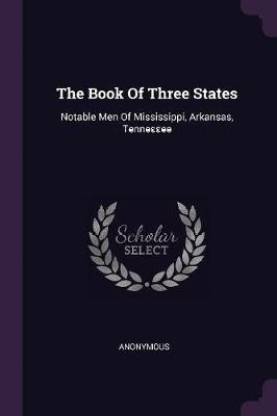 The Book Of Three States
Notable Men Of Mississippi, Arkansas,
Tennessee
Scholar
SELECT
ANONYMOUS